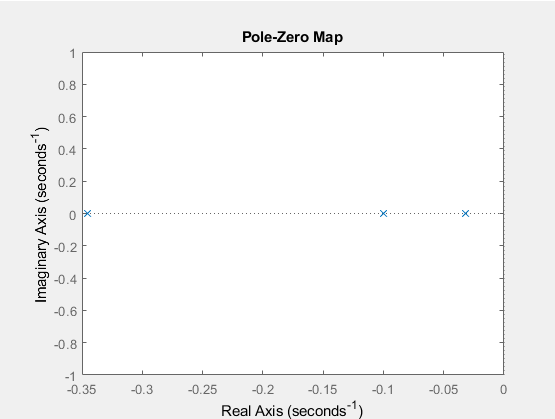 Pole-Zero Map
Imaginary Axis (seconds⁻¹)
1
0.8
0.6
0.4
0.2
0
-0.2
-0.4
-0.6
-0.8
-1
-0.35 -0.3 -0.25 -0.2 -0.15 -0.1 -0.05 0
Real Axis (seconds⁻¹)